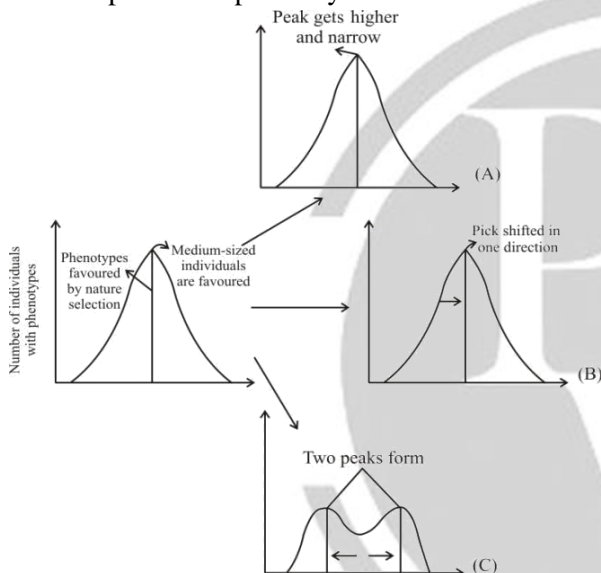 Peak gets higher
and narrow
(A)
Number of individuals
with phenotypes
Phenotypes
favoured
by nature
selection
Medium-sized
individuals
are favoured
Pick shifted in
one direction
(B)
Two peaks form
(C)